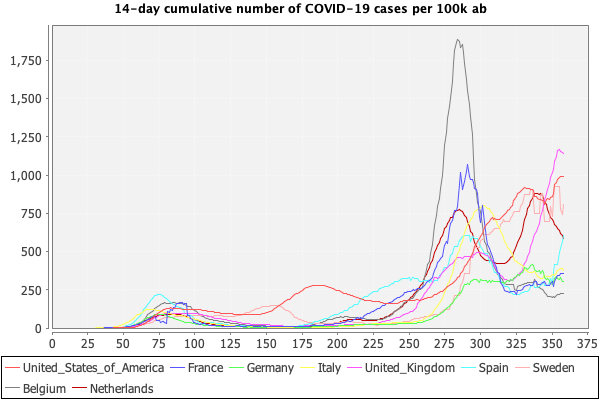 14-day cumulative number of COVID-19 cases per 100k ab
1,750
1,500
1,250
1,000
750
500
250
0
0 25 50 75 100 125 150 175 200 225 250 275 300 325 350 375
United_States_of_America France Germany Italy United_Kingdom Spain Sweden
Belgium Netherlands